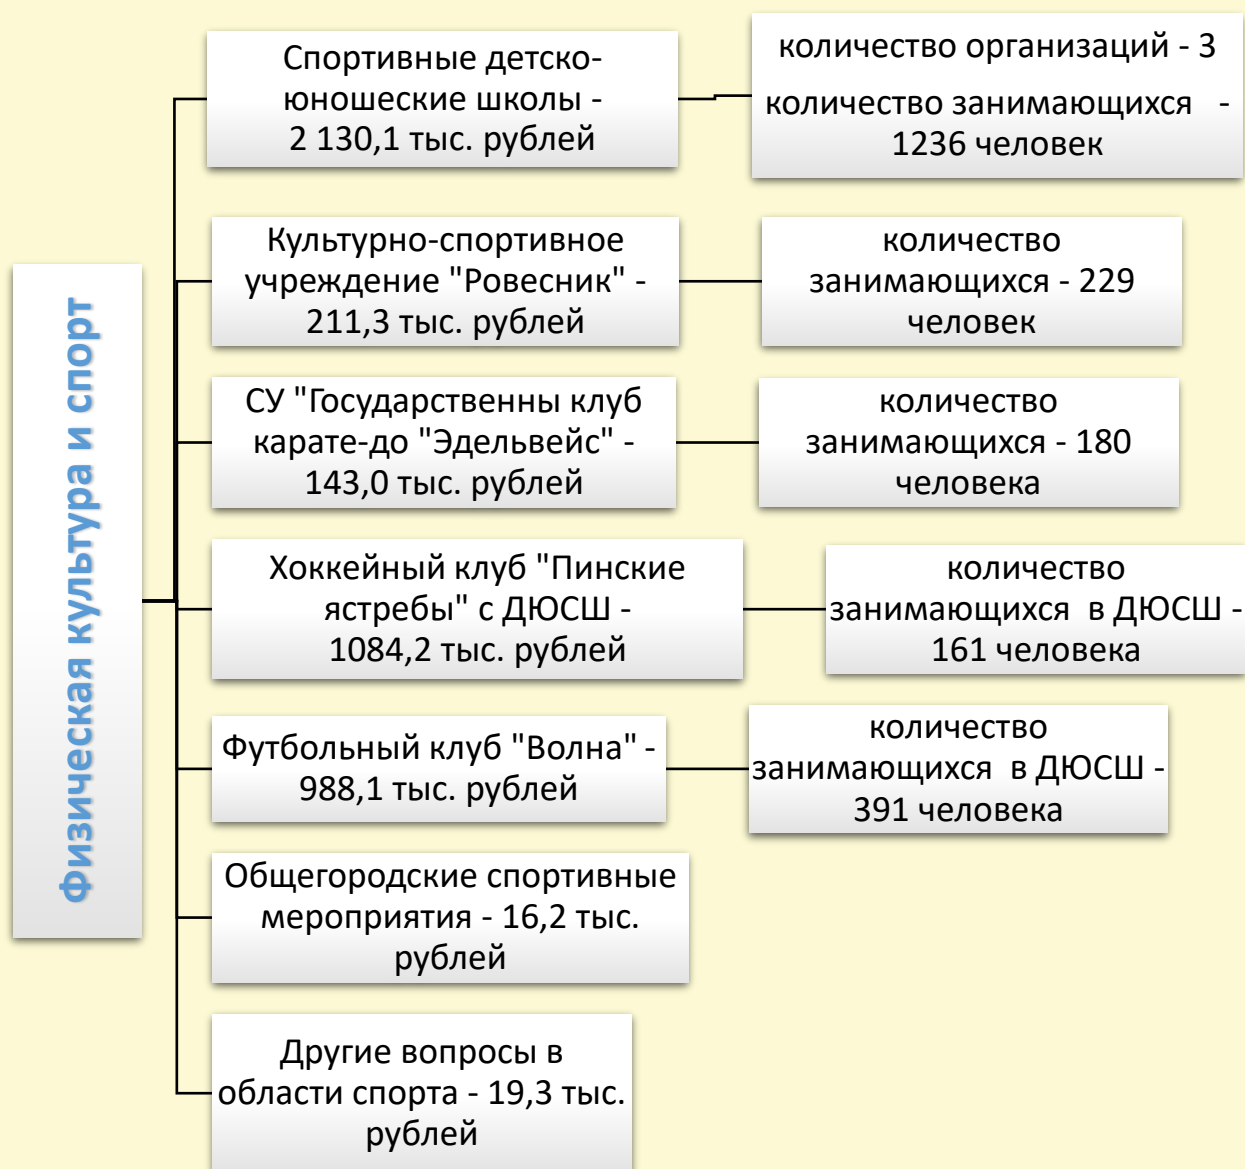 Физическая культура и спорт
Спортивные детско-
юношеские школы -
2 130,1 тыс. рублей
количество организаций - 3
количество занимающихся   -
1236 человек
Культурно-спортивное
учреждение "Ровесник" -
211,3 тыс. рублей
количество
занимающихся - 229
человек
СУ "Государственны клуб
карате-до "Эдельвейс" -
143,0 тыс. рублей
количество
занимающихся - 180
человека
Хоккейный клуб "Пинские
ястребы" с ДЮСШ -
1084,2 тыс. рублей
количество
занимающихся  в ДЮСШ -
161 человека
Футбольный клуб "Волна" -
988,1 тыс. рублей
количество
занимающихся  в ДЮСШ -
391 человека
Общегородские спортивные
мероприятия - 16,2 тыс.
рублей
Другие вопросы в
области спорта - 19,3 тыс.
рублей